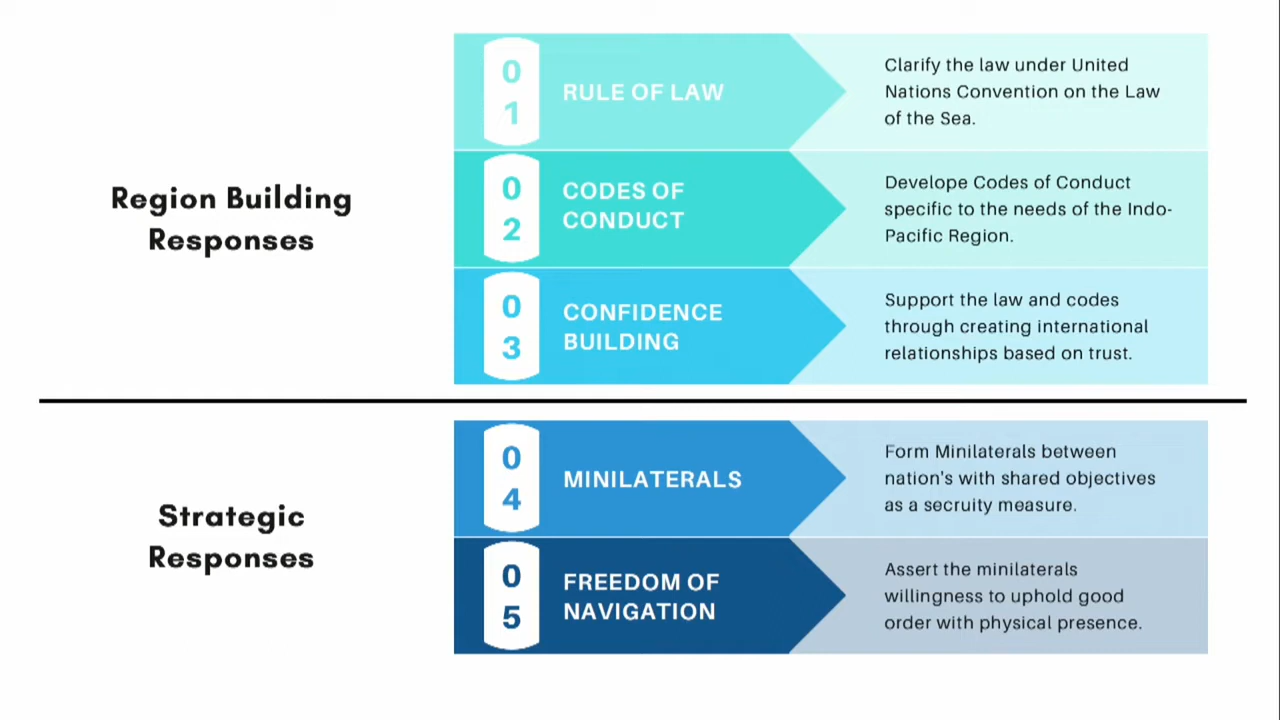 Region Building
Responses
0
1
RULE OF LAW
Clarify the law under United
Nations Convention on the Law
of the Sea.
0
2
CODES OF
CONDUCT
Develope Codes of Conduct
specific to the needs of the Indo-
Pacific Region.
0
3
CONFIDENCE
BUILDING
Support the law and codes
through creating international
relationships based on trust.
Strategic
Responses
0
4
MINILATERALS
Form Minilaterals between
nation's with shared objectives
as a secruity measure.
0
5
FREEDOM OF
NAVIGATION
Assert the minilaterals
willingness to uphold good
order with physical presence.